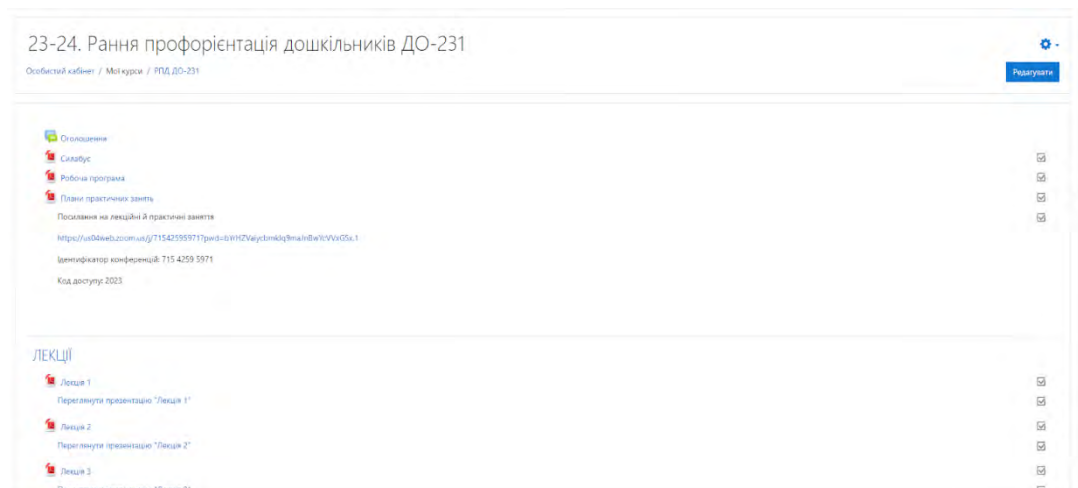 23-24. Рання профорієнтація дошкільників ДО-231
Особистий кабінет / Мої курси / РПД ДО-231
Редагувати
Оголошення
Силабус
Робоча програма
Плани практичних занять
Посилання на лекційні й практичні заняття
Ідентифікатор конференцій: 715 4259 5971
Код доступу: 2023
ЛЕКЦІЇ
Лекція 1
Переглянути презентацію "Лекція 1"
Лекція 2
Переглянути презентацію "Лекція 2"
Лекція 3